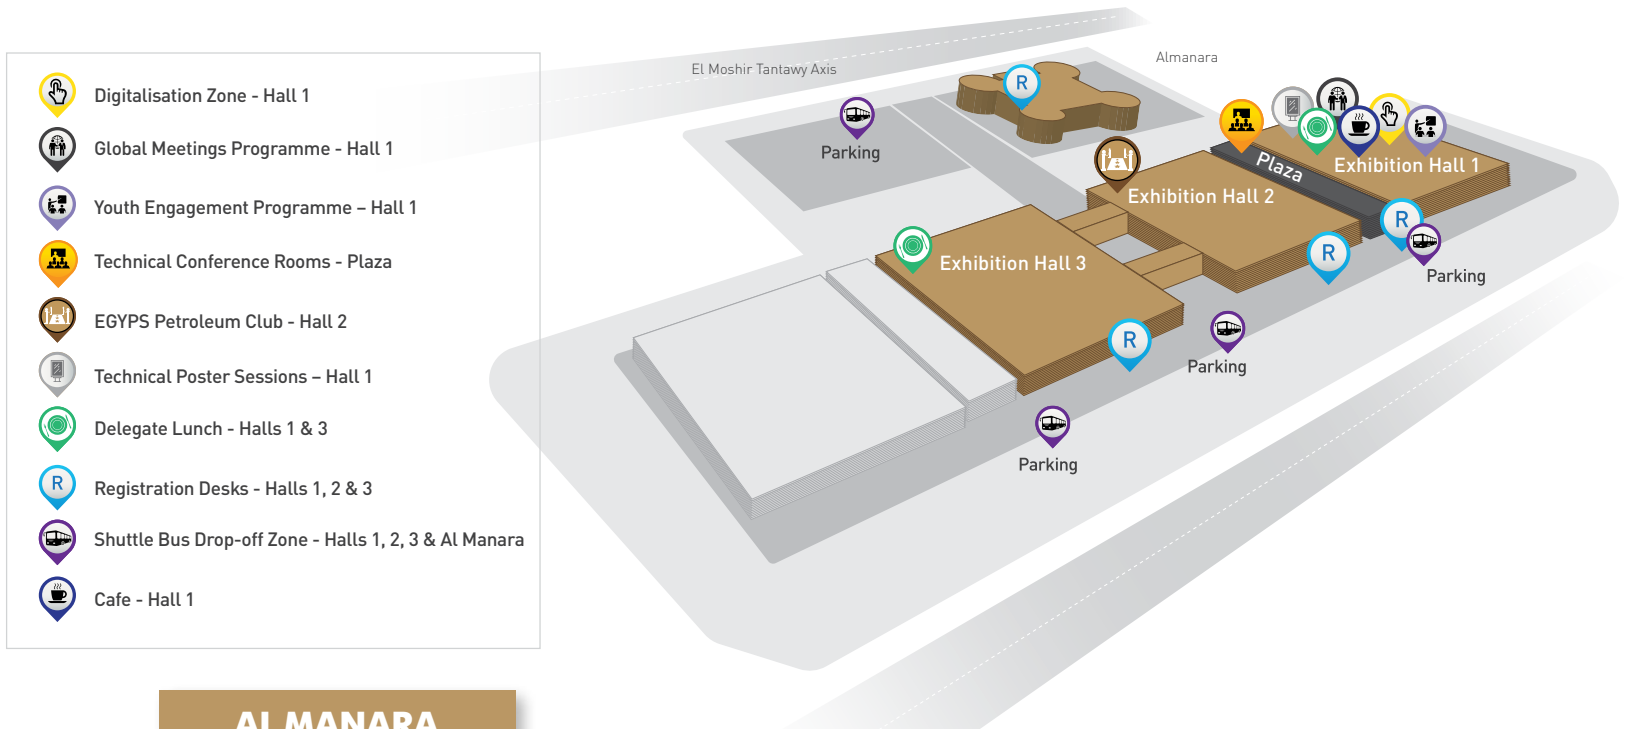 Digitalisation Zone - Hall 1
Global Meetings Programme - Hall 1
Youth Engagement Programme – Hall 1
Technical Conference Rooms - Plaza
EGYPS Petroleum Club - Hall 2
Technical Poster Sessions – Hall 1
Delegate Lunch - Halls 1 & 3
R
Registration Desks - Halls 1, 2 & 3
Shuttle Bus Drop-off Zone - Halls 1, 2, 3 & Al Manara
Cafe - Hall 1
El Moshir Tantawy Axis
Almanara
R
Parking
Plaza
Exhibition Hall 1
Exhibition Hall 2
R
Exhibition Hall 3
R
Parking
R
Parking
Parking
AL MANARA